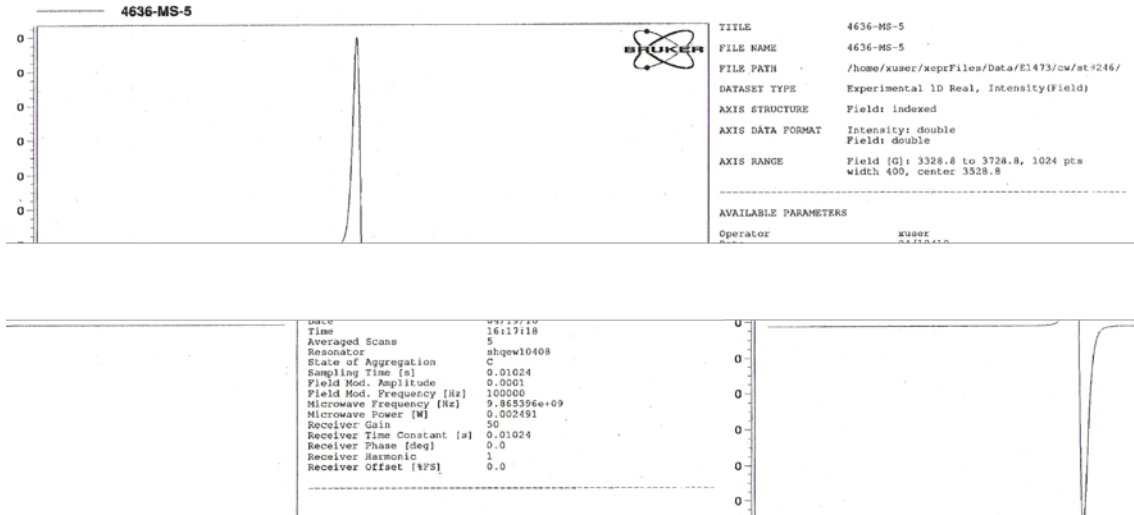 4636-MS-5
0
0
0
0
0
0
BRUKER
TITLE 4636-MS-5
FILE NAME 4636-MS-5
FILE PATH /home/xuser/xeprFiles/Data/E1473/cw/
DATASET TYPE Experimental 1D Real, Intensity(Field)
AXIS STRUCTURE Field: indexed
AXIS DATA FORMAT Intensity: double
Field: double
AXIS RANGE Field [G]: 3328.8 to 3728.8, 1024 pts
width 400, center 3528.8
AVAILABLE PARAMETERS
Operator xuser
Date
Time 16:17:18
Averaged Scans 5
Resonator shqew10408
State of Aggregation C
Sampling Time [s] 0.01024
Field Mod. Amplitude 0.0001
Field Mod. Frequency [Hz] 100000
Microwave Frequency [Hz] 9.865396e+09
Microwave Power [W] 0.002491
Receiver Gain 50
Receiver Time Constant [s] 0.01024
Receiver Phase [deg] 0.0
Receiver Harmonic 1
Receiver Offset [%FS] 0.0
0
0
0
0
0
0